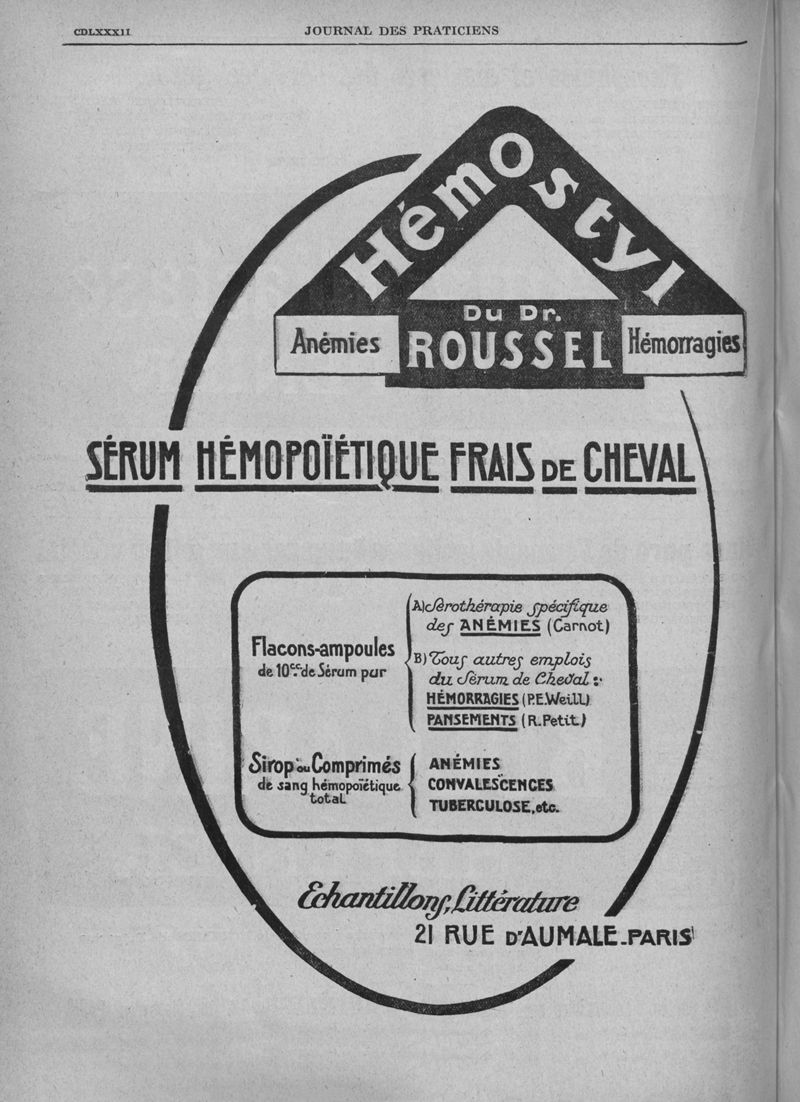 CDLXXXII
JOURNAL DES PRATICIENS
Hémostyl
Du Dr.
Anémies
ROUSSEL
Hémorragies
SÉRUM HÉMOPOÏÉTIQUE FRAIS DE CHEVAL
Flacons-ampoules
de 10cc. de Sérum pur
A) Sérothérapie spécifique
des ANÉMIES (Carnot)
B) Tous autres emplois
du Sérum de Cheval :
HÉMORRAGIES (P.E.Weill)
PANSEMENTS (R.Petit)
Sirop ou Comprimés
de sang hémopoïétique
total
ANÉMIES
CONVALESCENCES
TUBERCULOSE, etc.
Echantillons, Littérature
21 RUE D'AUMALE-PARIS